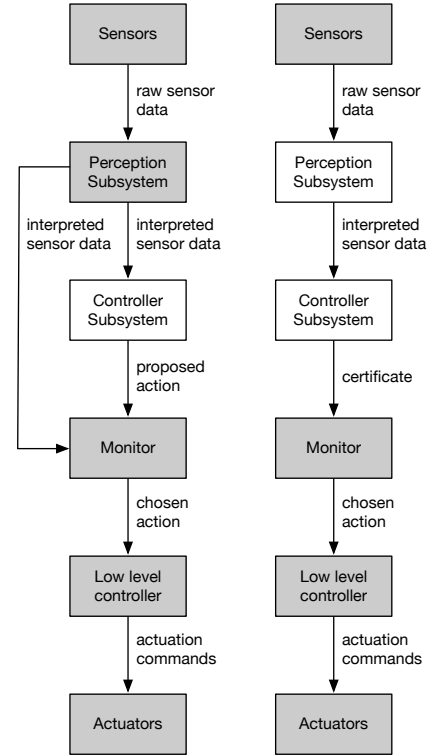 Sensors
raw sensor
data
Perception
Subsystem
interpreted
sensor data
interpreted
sensor data
Controller
Subsystem
proposed
action
Monitor
chosen
action
Low level
controller
actuation
commands
Actuators
Sensors
raw sensor
data
Perception
Subsystem
interpreted
sensor data
Controller
Subsystem
certificate
Monitor
chosen
action
Low level
controller
actuation
commands
Actuators